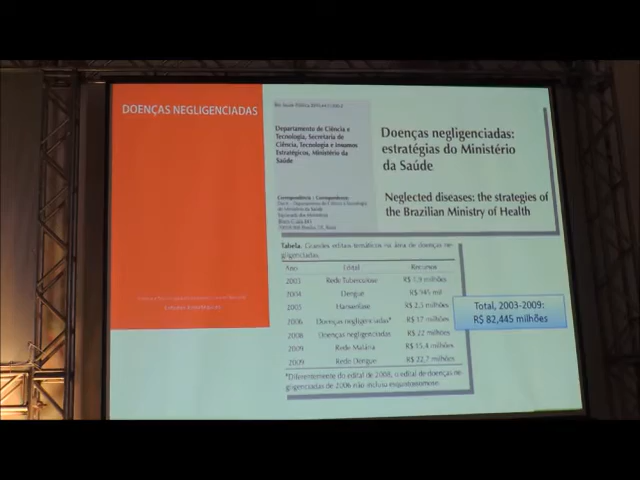 DOENÇAS NEGLIGENCIADAS
Departamento de Ciência e
Tecnologia, Secretaria de
Ciência, Tecnologia e Insumos
Estratégicos, Ministério da
Saúde
Doenças negligenciadas:
estratégias do Ministério
da Saúde
Neglected diseases: the strategies of
the Brazilian Ministry of Health
Tabela. Grandes editais temáticos na área de doenças ne-
gligenciadas.
Ano Edital Recursos
2003 Rede Tuberculose R$ 1,9 milhões
2004 Dengue R$ 945 mil
2005 Hanseníase R$ 2,5 milhões
2006 Doenças negligenciadas* R$ 17 milhões
2008 Doenças negligenciadas R$ 22 milhões
2009 Rede Malária R$ 15,4 milhões
2009 Rede Dengue R$ 22,7 milhões
*Diferentemente do edital de 2008, o edital de doenças ne-
gligenciadas de 2006 não incluiu esquistossomose.
Total, 2003-2009:
R$ 82,445 milhões